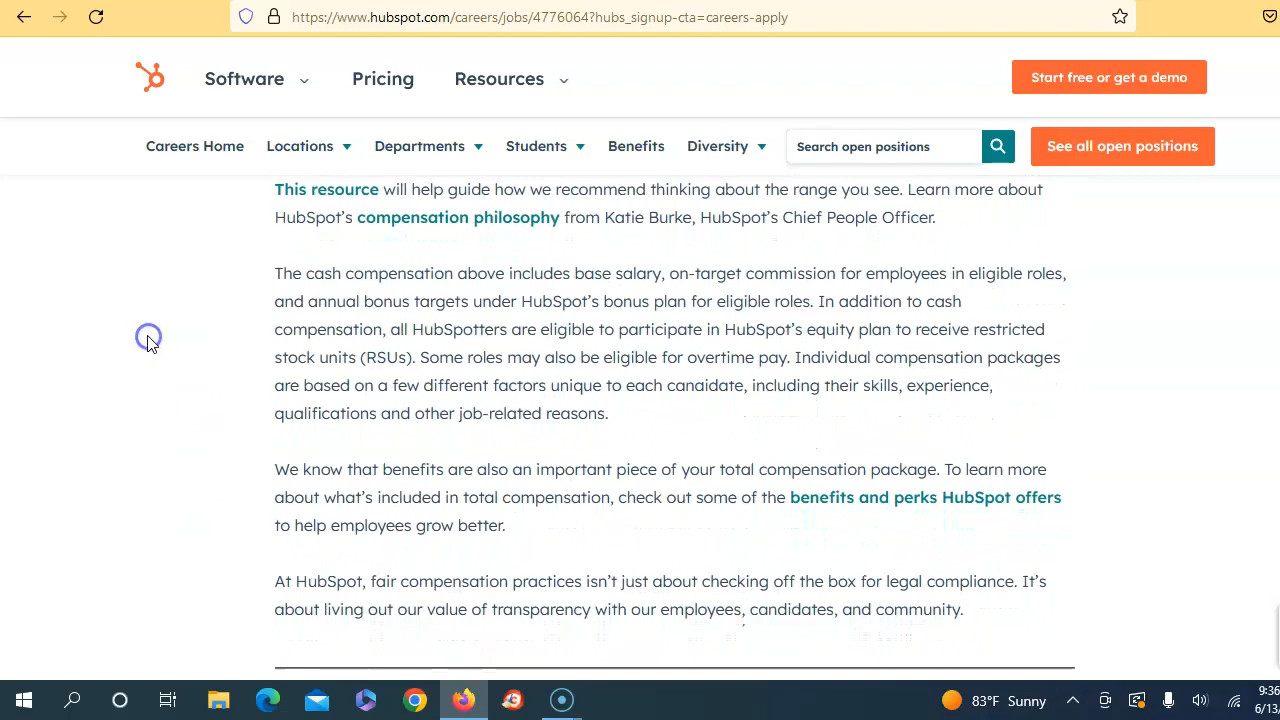 https://www.hubspot.com/careers/jobs/4776064?hubs_signup-cta=careers-apply
Software Pricing Resources Start free or get a demo
Careers Home Locations Departments Students Benefits Diversity Search open positions See all open positions
This resource will help guide how we recommend thinking about the range you see. Learn more about
HubSpot’s compensation philosophy from Katie Burke, HubSpot’s Chief People Officer.
The cash compensation above includes base salary, on-target commission for employees in eligible roles,
and annual bonus targets under HubSpot’s bonus plan for eligible roles. In addition to cash
compensation, all HubSpotters are eligible to participate in HubSpot’s equity plan to receive restricted
stock units (RSUs). Some roles may also be eligible for overtime pay. Individual compensation packages
are based on a few different factors unique to each candidate, including their skills, experience,
qualifications and other job-related reasons.
We know that benefits are also an important piece of your total compensation package. To learn more
about what’s included in total compensation, check out some of the benefits and perks HubSpot offers
to help employees grow better.
At HubSpot, fair compensation practices isn’t just about checking off the box for legal compliance. It’s
about living out our value of transparency with our employees, candidates, and community.
83°F Sunny
9:36
6/13/